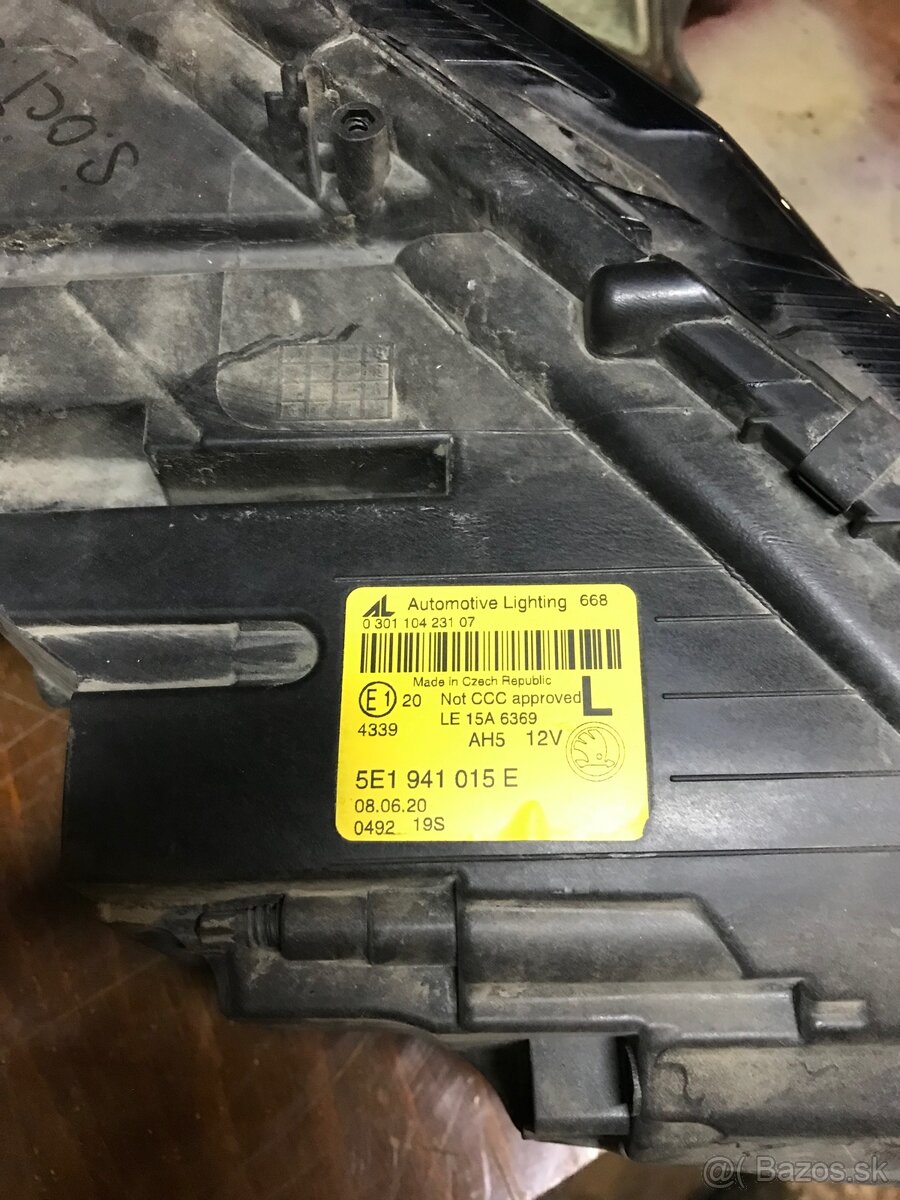 AL Automotive Lighting 668
0 301 104 231 07
Made in Czech Republic
E1 20 Not CCC approved L
4339 LE 15A 6369
AH5 12V
5E1 941 015 E
08.06.20
0492 19S
@( Bazos.sk